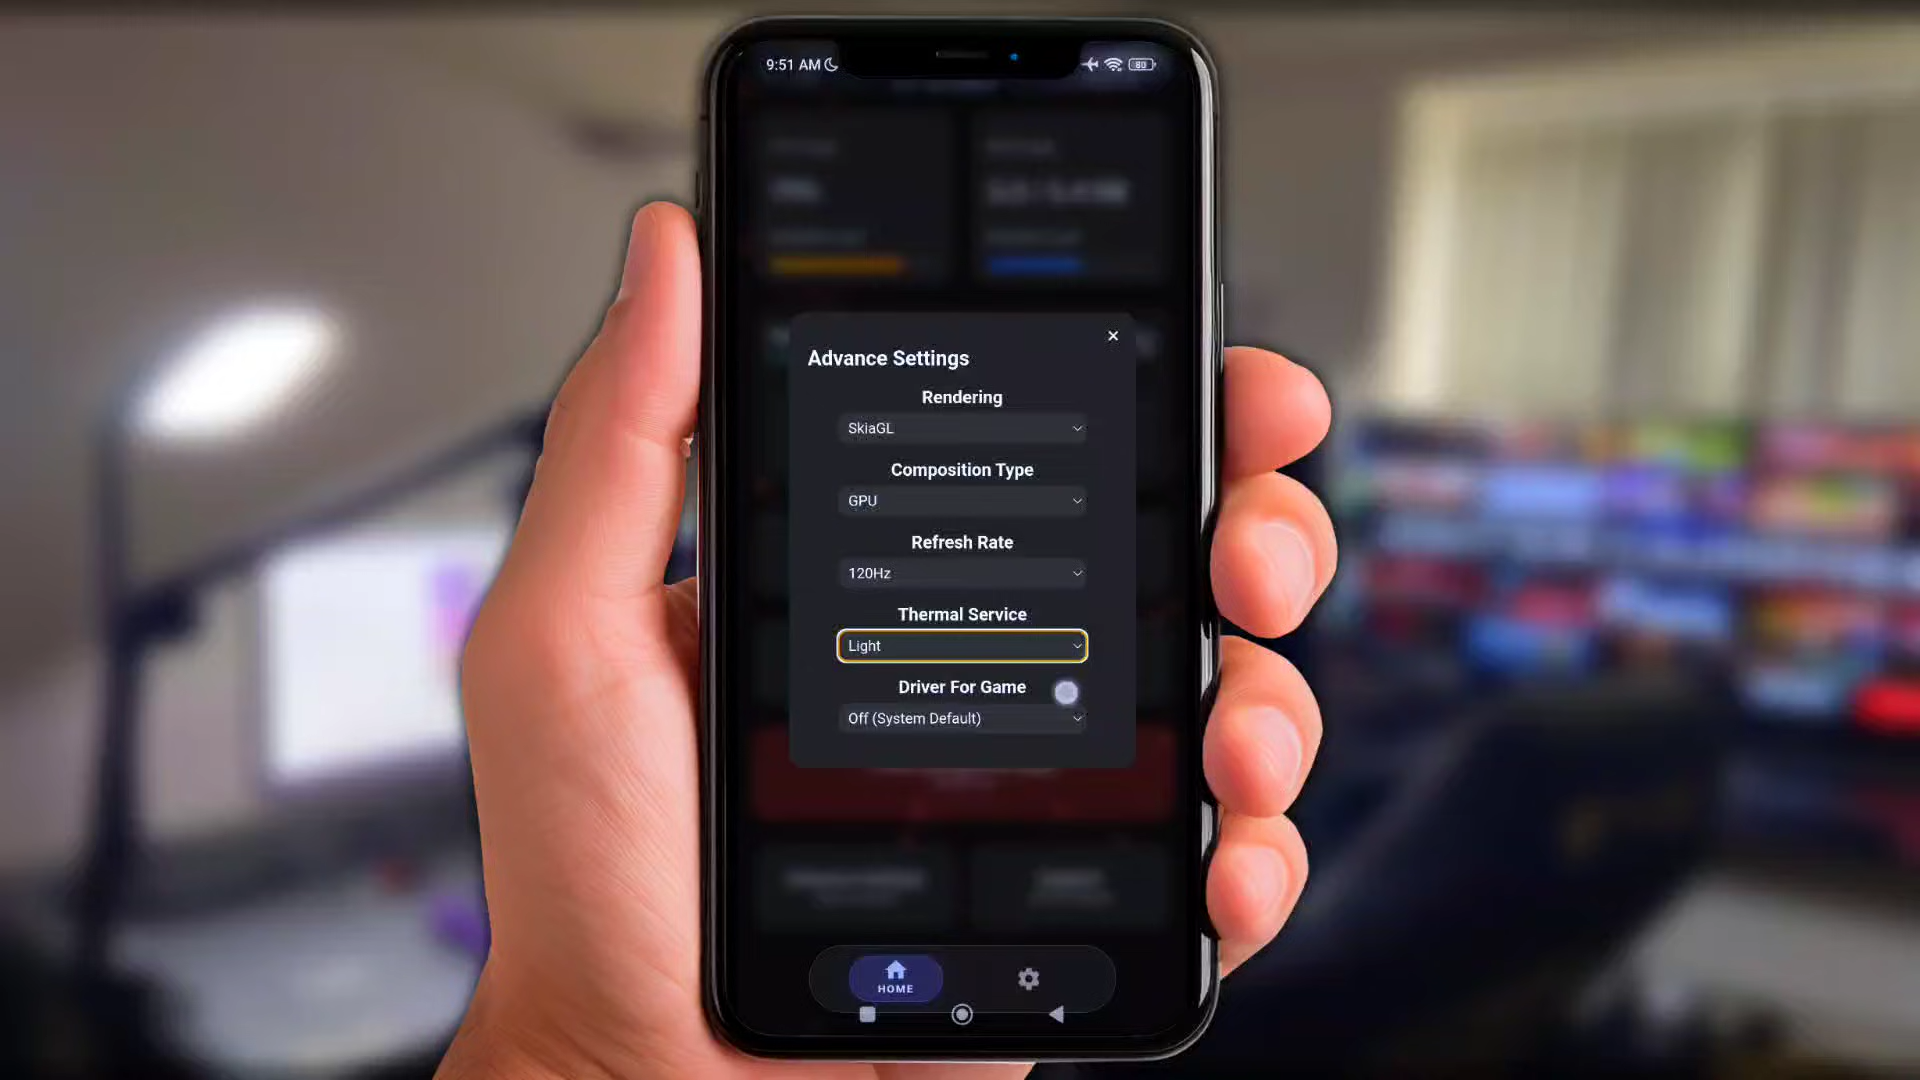 9:51 AM
80
Advance Settings
Rendering
SkiaGL
Composition Type
GPU
Refresh Rate
120Hz
Thermal Service
Light
Driver For Game
Off (System Default)
HOME